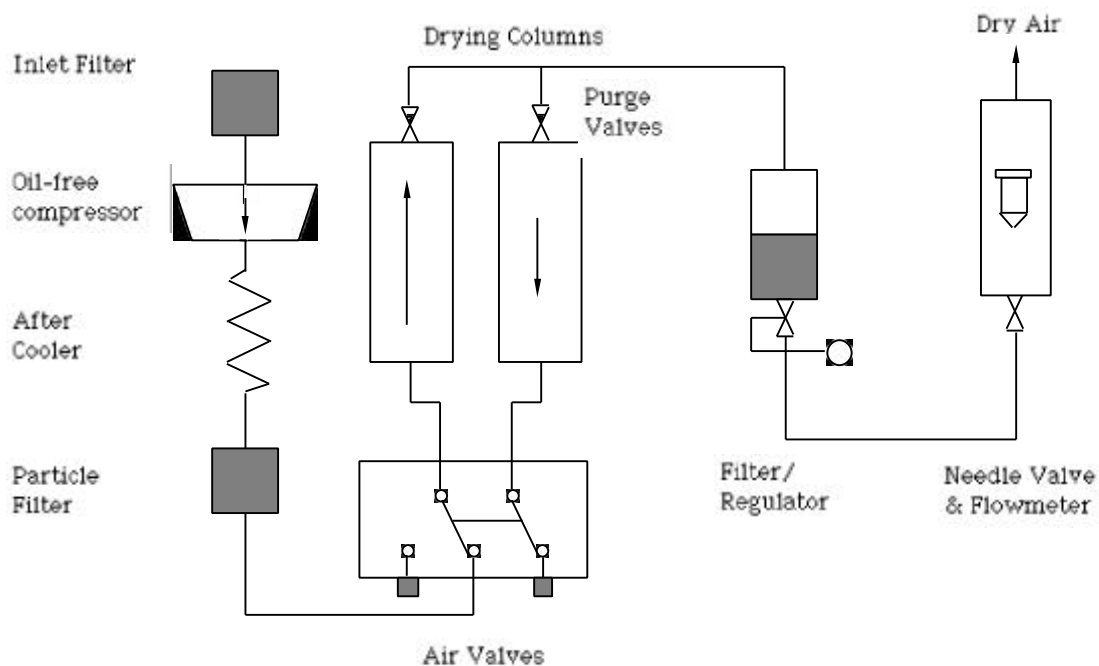 Dry Air
Drying Columns
Inlet Filter
Purge
Valves
Oil-free
compressor
After
Cooler
Particle
Filter
Filter/
Regulator
Needle Valve
& Flowmeter
Air Valves